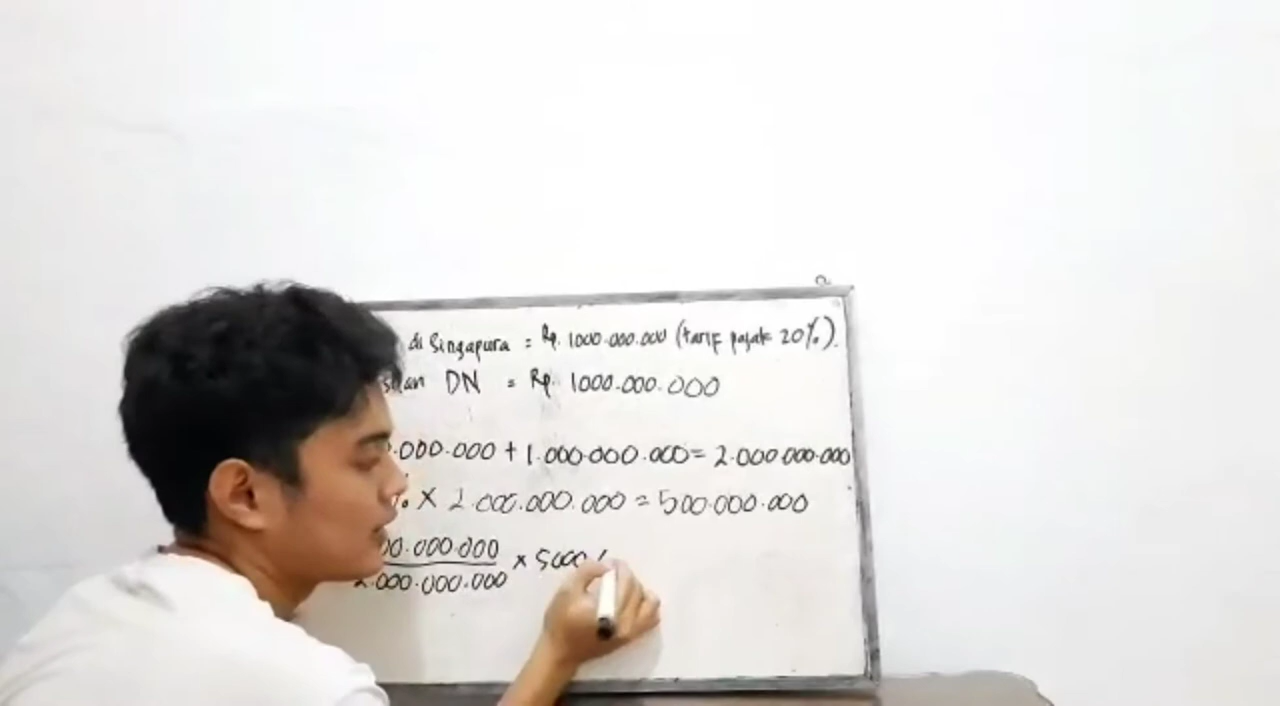 di Singapura = Rp. 1000.000.000 (tarif pajak 20%).
DN = Rp. 1000.000.000
.000.000 + 1.000.000.000 = 2.000.000.000
% × 2.000.000.000 = 500.000.000
00.000.000
2.000.000.000
× 5000